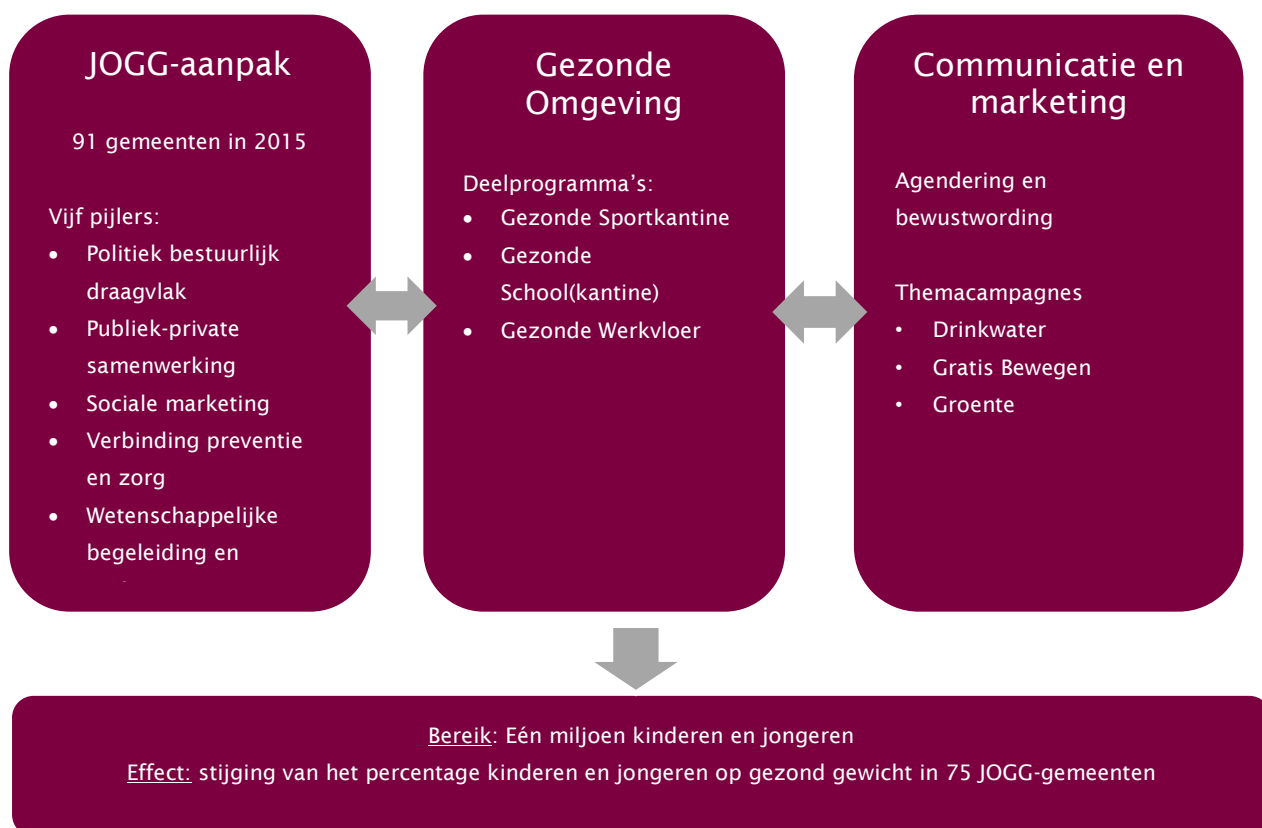 JOGG-aanpak
91 gemeenten in 2015
Vijf pijlers:
• Politiek bestuurlijk
draagvlak
• Publiek-private
samenwerking
• Sociale marketing
• Verbinding preventie
en zorg
• Wetenschappelijke
begeleiding en
Gezonde
Omgeving
Deelprogramma’s:
• Gezonde Sportkantine
• Gezonde
School(kantine)
• Gezonde Werkvloer
Communicatie en
marketing
Agendering en
bewustwording
Themacampagnes
• Drinkwater
• Gratis Bewegen
• Groente
Bereik: Eén miljoen kinderen en jongeren
Effect: stijging van het percentage kinderen en jongeren op gezond gewicht in 75 JOGG-gemeenten